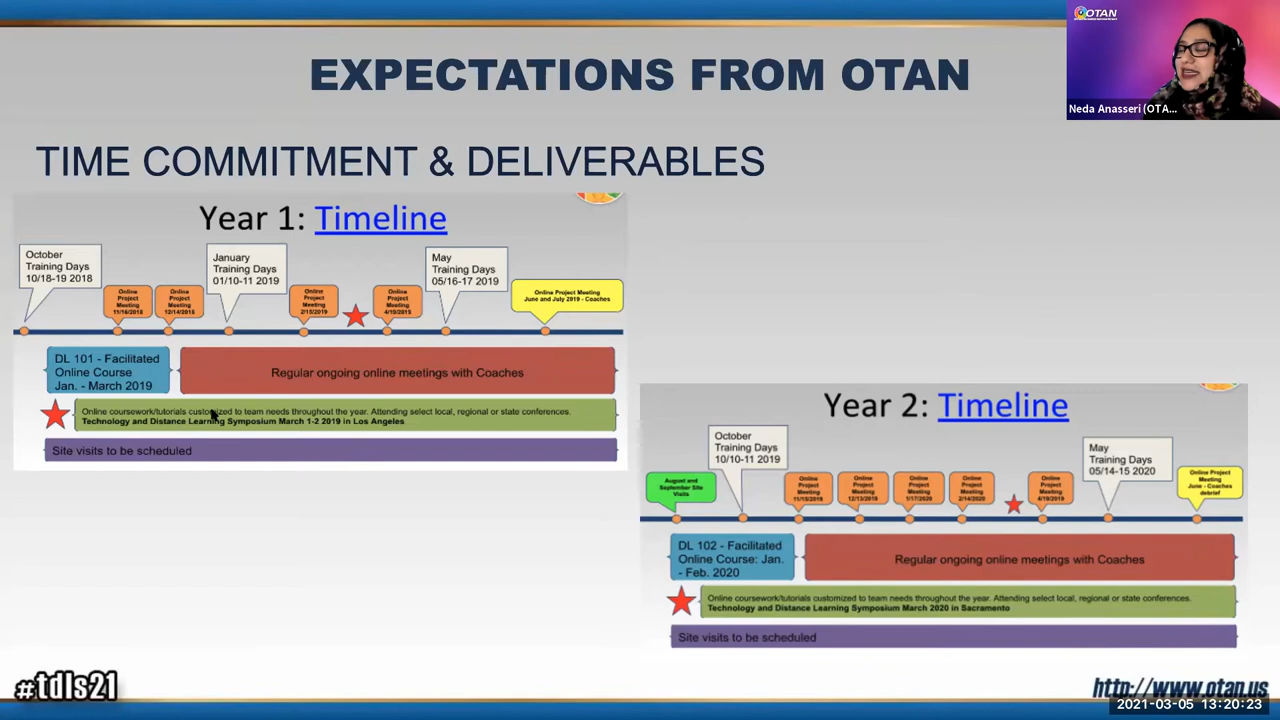 EXPECTATIONS FROM OTAN
OTAN
Neda Anasseri (OTA...
TIME COMMITMENT & DELIVERABLES
Year 1: Timeline
October
Training Days
10/18-19 2018
Online
Project
Meeting
11/16/2018
Online
Project
Meeting
12/14/2018
January
Training Days
01/10-11 2019
Online
Project
Meeting
2/15/2019
Online
Project
Meeting
4/19/2019
May
Training Days
05/16-17 2019
Online Project Meeting
June and July 2019 - Coaches
DL 101 - Facilitated
Online Course
Jan. - March 2019
Regular ongoing online meetings with Coaches
Online coursework/tutorials customized to team needs throughout the year. Attending select local, regional or state conferences.
Technology and Distance Learning Symposium March 1-2 2019 in Los Angeles
Site visits to be scheduled
Year 2: Timeline
August and
September Site
Visits
October
Training Days
10/10-11 2019
Online
Project
Meeting
11/15/2019
Online
Project
Meeting
12/13/2019
Online
Project
Meeting
1/17/2020
Online
Project
Meeting
2/14/2020
Online
Project
Meeting
4/19/2019
May
Training Days
05/14-15 2020
Online Project
Meeting
June - Coaches
debrief
DL 102 - Facilitated
Online Course: Jan.
- Feb. 2020
Regular ongoing online meetings with Coaches
Online coursework/tutorials customized to team needs throughout the year. Attending select local, regional or state conferences.
Technology and Distance Learning Symposium March 2020 in Sacramento
Site visits to be scheduled
#tdls21
http://www.otan.us
2021-03-05 13:20:23